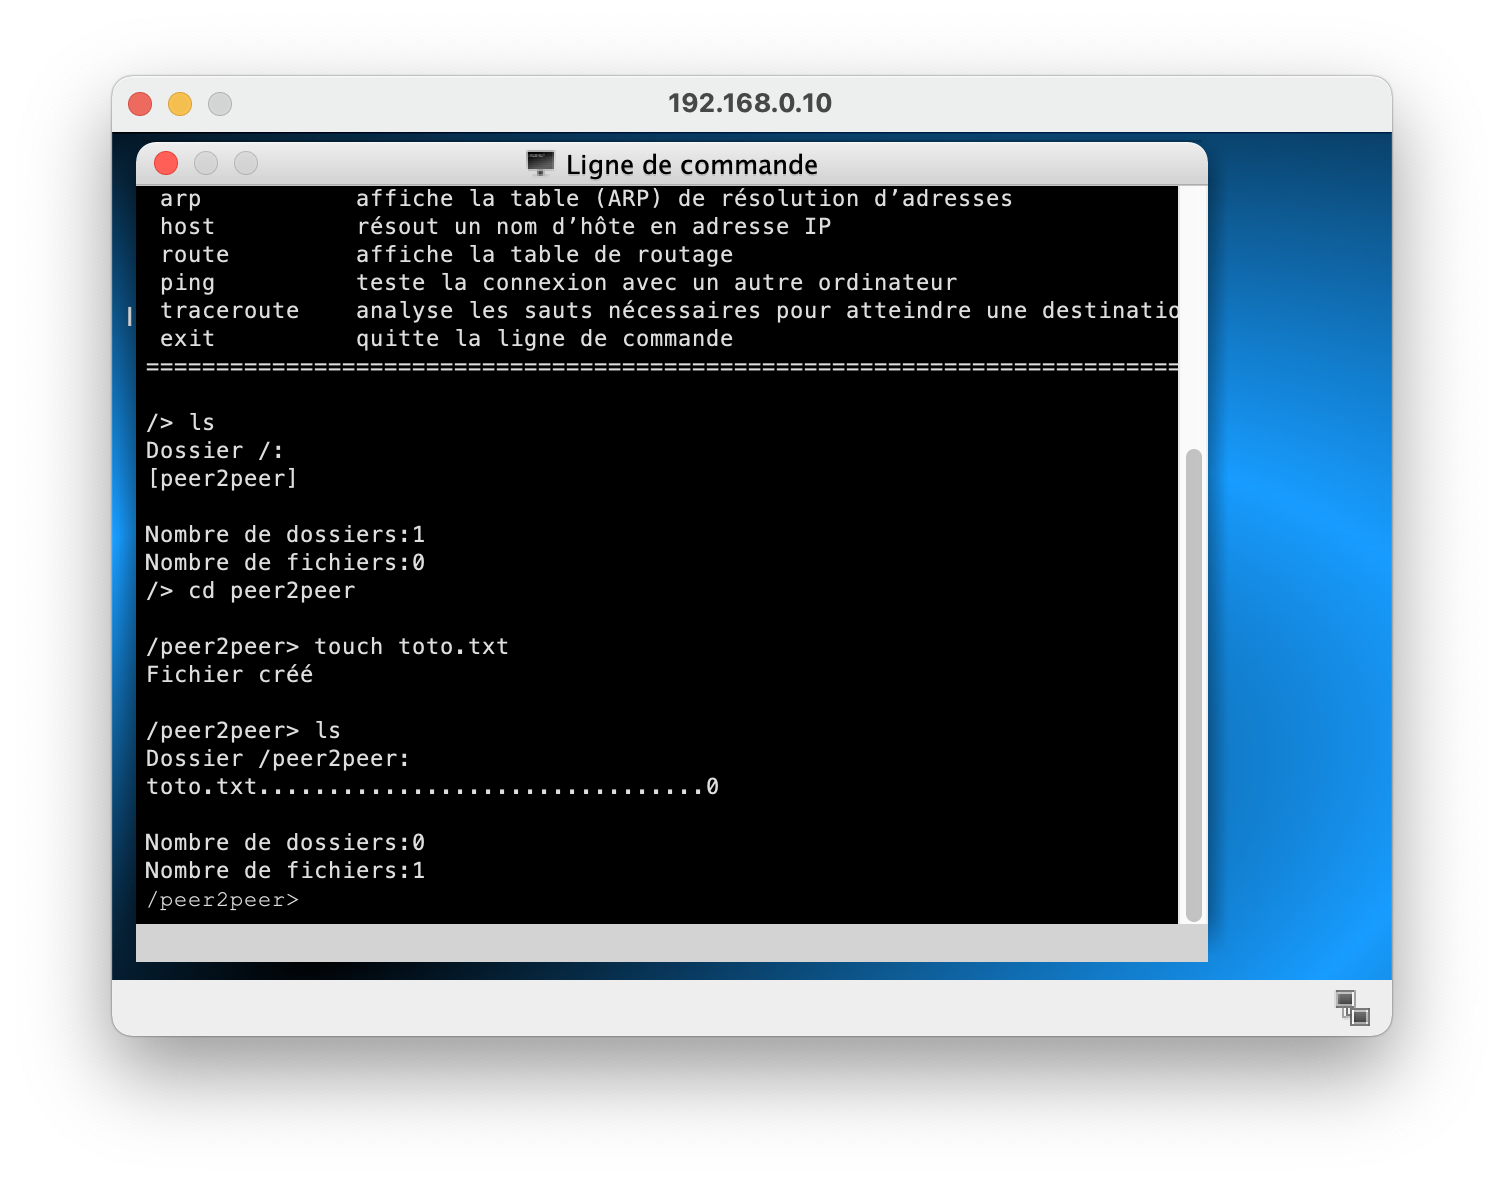 192.168.0.10
Ligne de commande
arp affiche la table (ARP) de résolution d’adresses
host résout un nom d’hôte en adresse IP
route affiche la table de routage
ping teste la connexion avec un autre ordinateur
traceroute analyse les sauts nécessaires pour atteindre une destinatio
exit quitte la ligne de commande
==========================================================================
/> ls
Dossier /:
[peer2peer]
Nombre de dossiers:1
Nombre de fichiers:0
/> cd peer2peer
/peer2peer> touch toto.txt
Fichier créé
/peer2peer> ls
Dossier /peer2peer:
toto.txt................................0
Nombre de dossiers:0
Nombre de fichiers:1
/peer2peer>